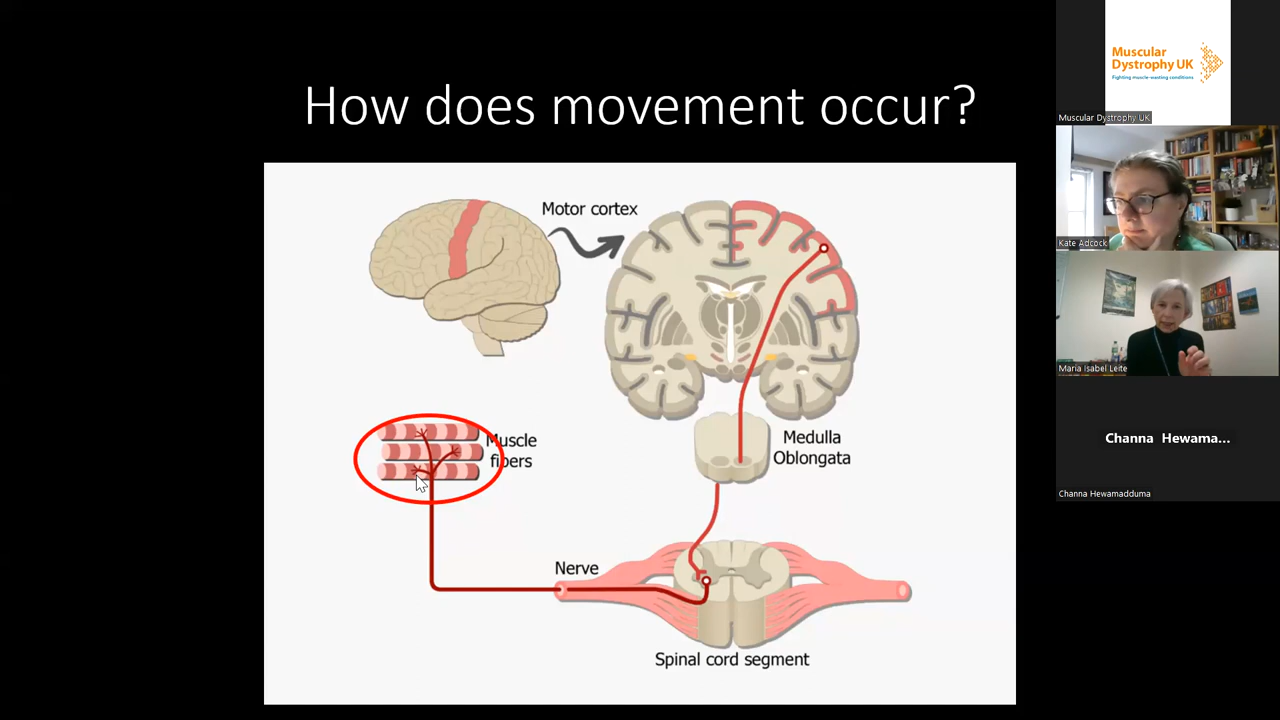 How does movement occur?
Motor cortex
Muscle
fibers
Medulla
Oblongata
Nerve
Spinal cord segment
Muscular
Dystrophy UK
Fighting muscle-wasting conditions
Muscular Dystrophy UK
Kate Adcock
Maria Isabel Leite
Channa Hewama...
Channa Hewamadduma